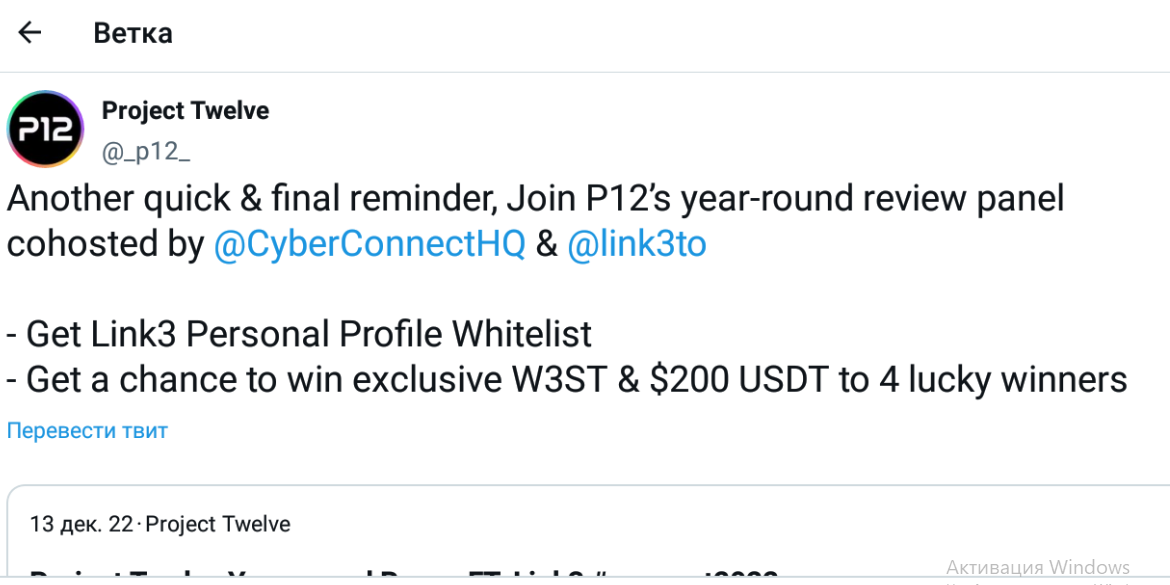 Ветка
P12
Project Twelve
@_p12_
Another quick & final reminder, Join P12’s year-round review panel
cohosted by @CyberConnectHQ & @link3to
- Get Link3 Personal Profile Whitelist
- Get a chance to win exclusive W3ST & $200 USDT to 4 lucky winners
Перевести твит
13 дек. 22 · Project Twelve
Активация Windows